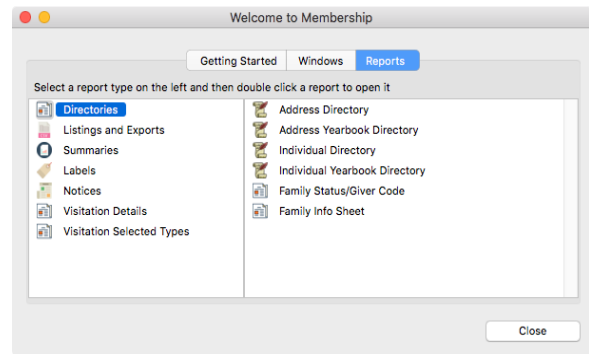 Welcome to Membership
Getting Started Windows Reports
Select a report type on the left and then double click a report to open it
Directories
Listings and Exports
Summaries
Labels
Notices
Visitation Details
Visitation Selected Types
Address Directory
Address Yearbook Directory
Individual Directory
Individual Yearbook Directory
Family Status/Giver Code
Family Info Sheet
Close